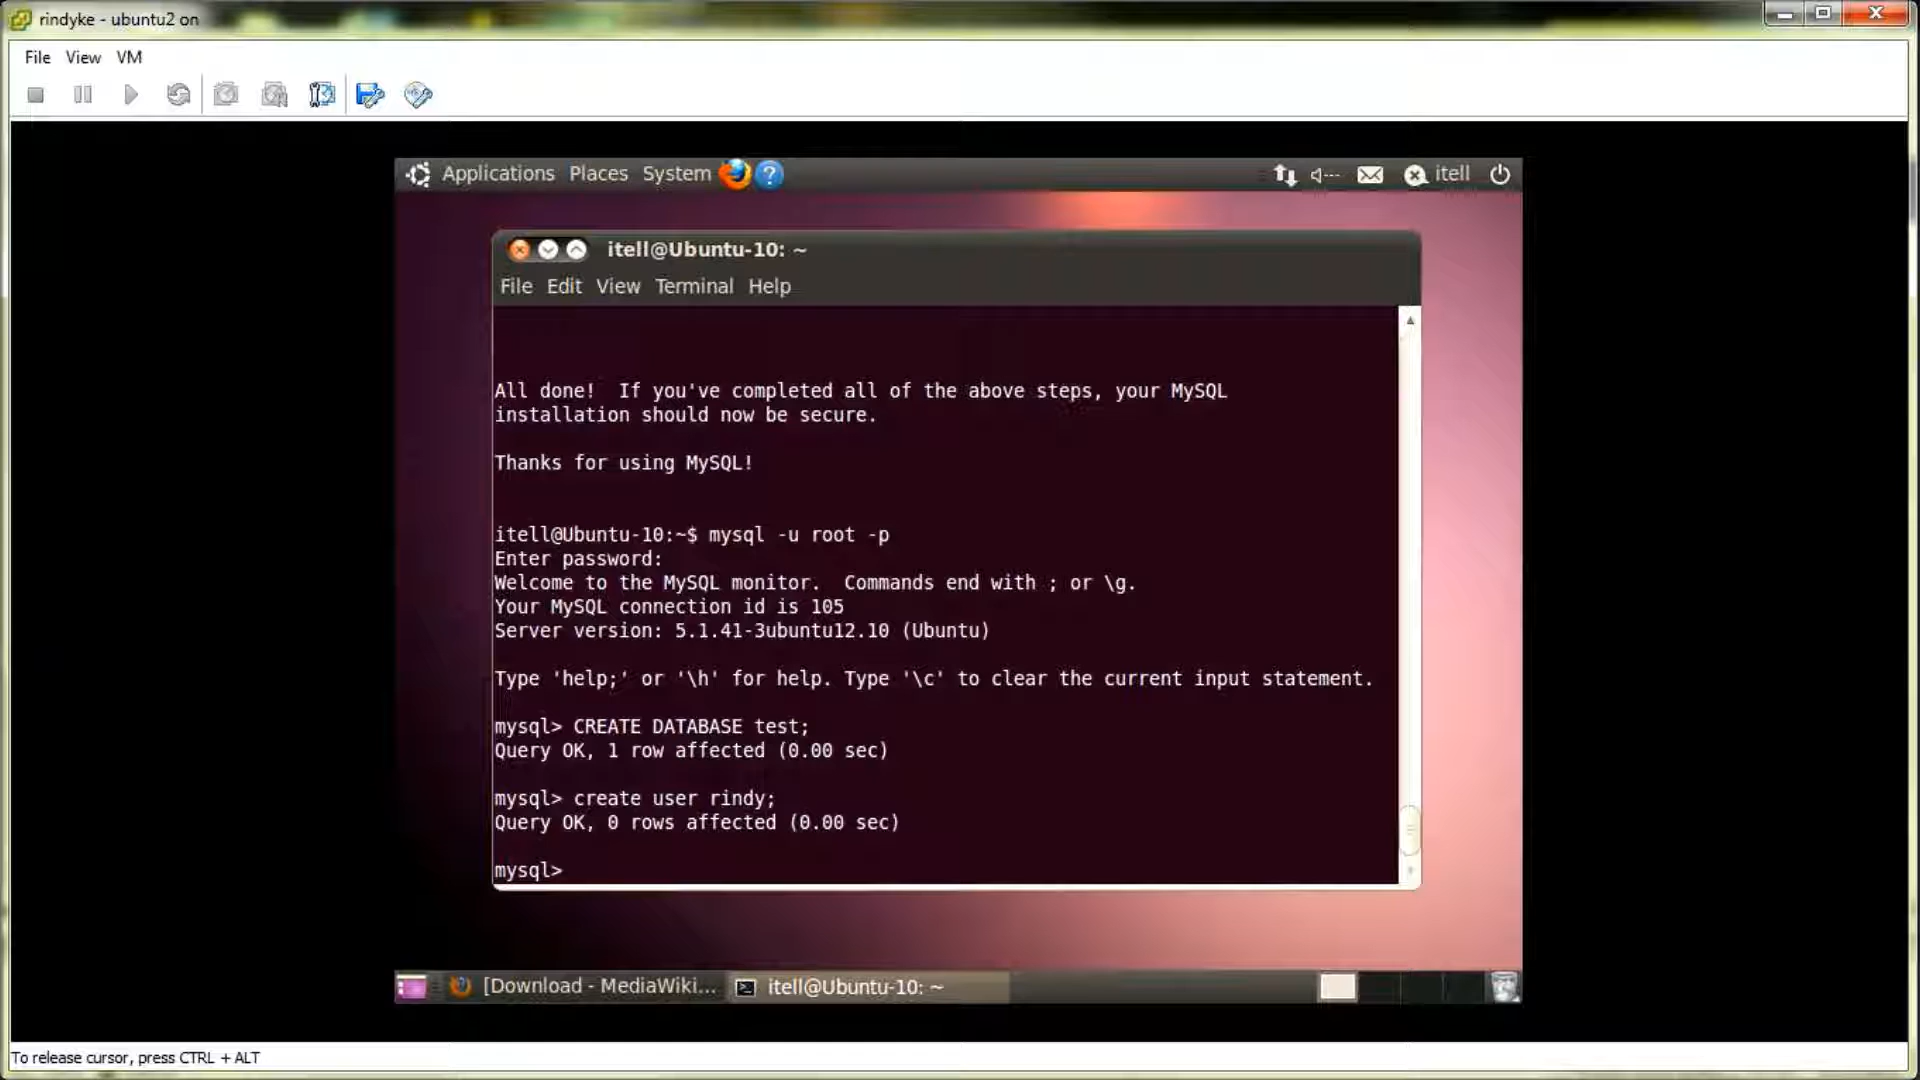 rindyke - ubuntu2 on
File View VM
Applications Places System
itell
itell@Ubuntu-10: ~
File Edit View Terminal Help
All done!  If you've completed all of the above steps, your MySQL
installation should now be secure.
Thanks for using MySQL!
itell@Ubuntu-10:~$ mysql -u root -p
Enter password:
Welcome to the MySQL monitor.  Commands end with ; or \g.
Your MySQL connection id is 105
Server version: 5.1.41-3ubuntu12.10 (Ubuntu)
Type 'help;' or '\h' for help. Type '\c' to clear the current input statement.
mysql> CREATE DATABASE test;
Query OK, 1 row affected (0.00 sec)
mysql> create user rindy;
Query OK, 0 rows affected (0.00 sec)
mysql>
[Download - MediaWiki...
itell@Ubuntu-10: ~
To release cursor, press CTRL + ALT